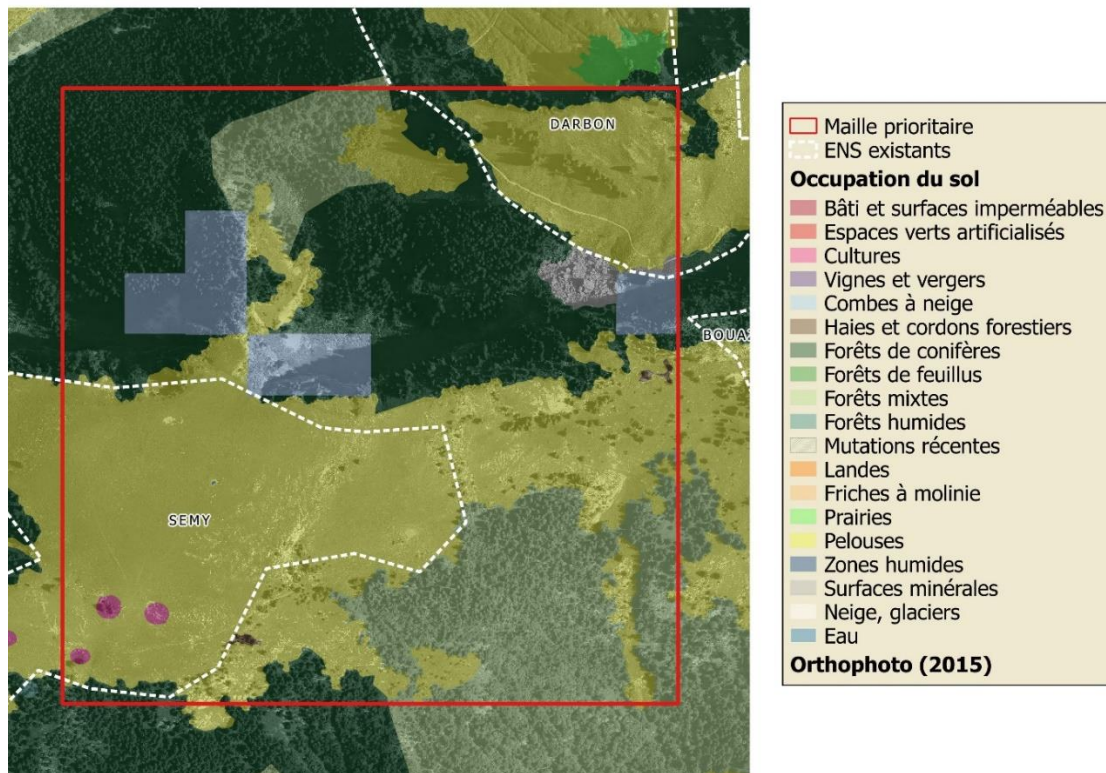 DARBON
BOUAZ
SEMY
Maille prioritaire
ENS existants
Occupation du sol
Bâti et surfaces imperméables
Espaces verts artificialisés
Cultures
Vignes et vergers
Combes à neige
Haies et cordons forestiers
Forêts de conifères
Forêts de feuillus
Forêts mixtes
Forêts humides
Mutations récentes
Landes
Friches à molinie
Prairies
Pelouses
Zones humides
Surfaces minérales
Neige, glaciers
Eau
Orthophoto (2015)